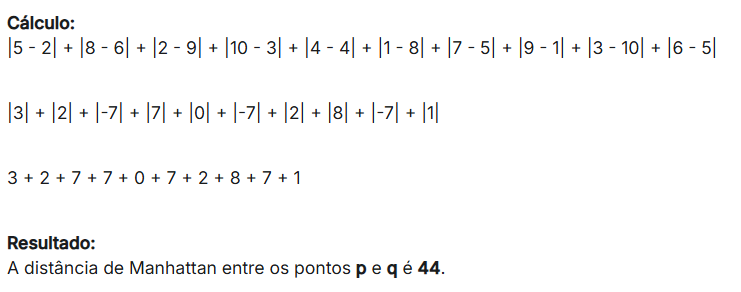 Cálculo:
|5 - 2| + |8 - 6| + |2 - 9| + |10 - 3| + |4 - 4| + |1 - 8| + |7 - 5| + |9 - 1| + |3 - 10| + |6 - 5|
|3| + |2| + |-7| + |7| + |0| + |-7| + |2| + |8| + |-7| + |1|
3 + 2 + 7 + 7 + 0 + 7 + 2 + 8 + 7 + 1
Resultado:
A distância de Manhattan entre os pontos p e q é 44.